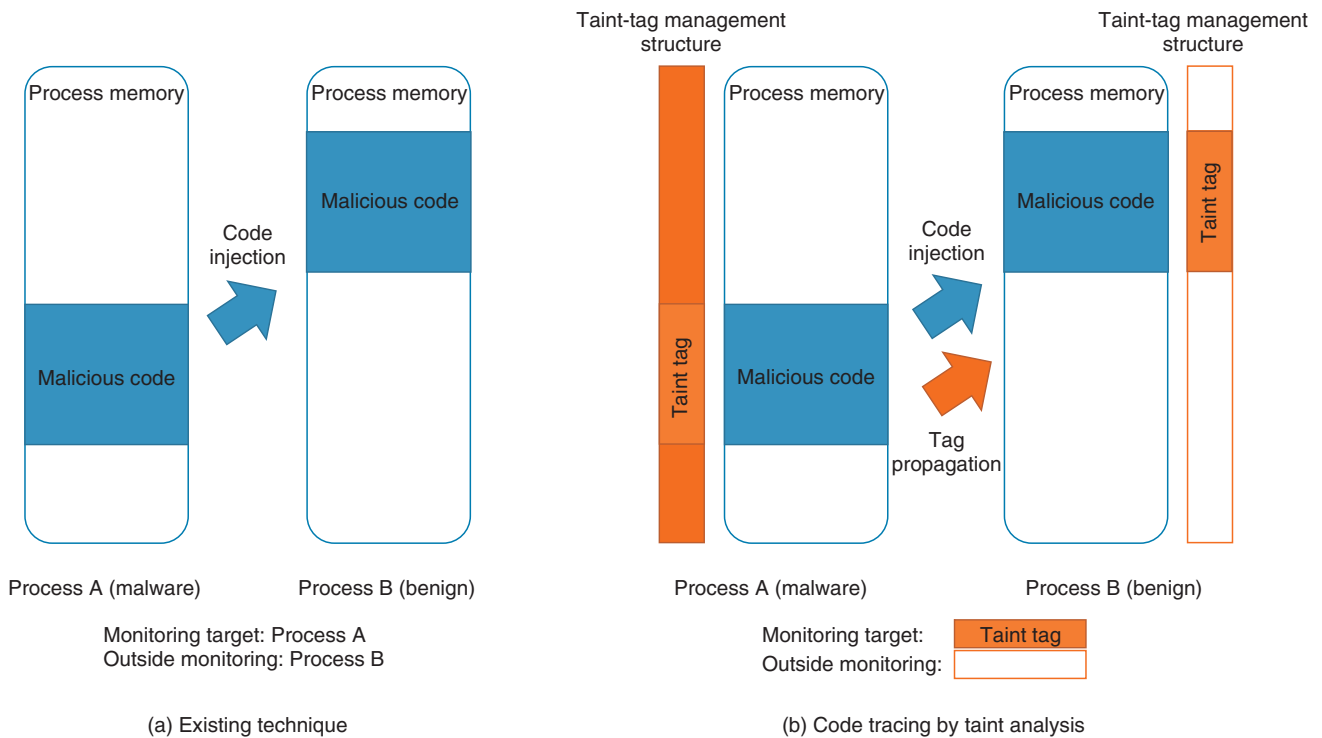 Process memory
Malicious code
Code
injection
Process memory
Malicious code
Process A (malware)
Process B (benign)
Monitoring target: Process A
Outside monitoring: Process B
(a) Existing technique
Taint-tag management
structure
Taint tag
Process memory
Malicious code
Code
injection
Tag
propagation
Taint-tag management
structure
Process memory
Malicious code
Taint tag
Process A (malware)
Process B (benign)
Monitoring target:
Taint tag
Outside monitoring:
(b) Code tracing by taint analysis